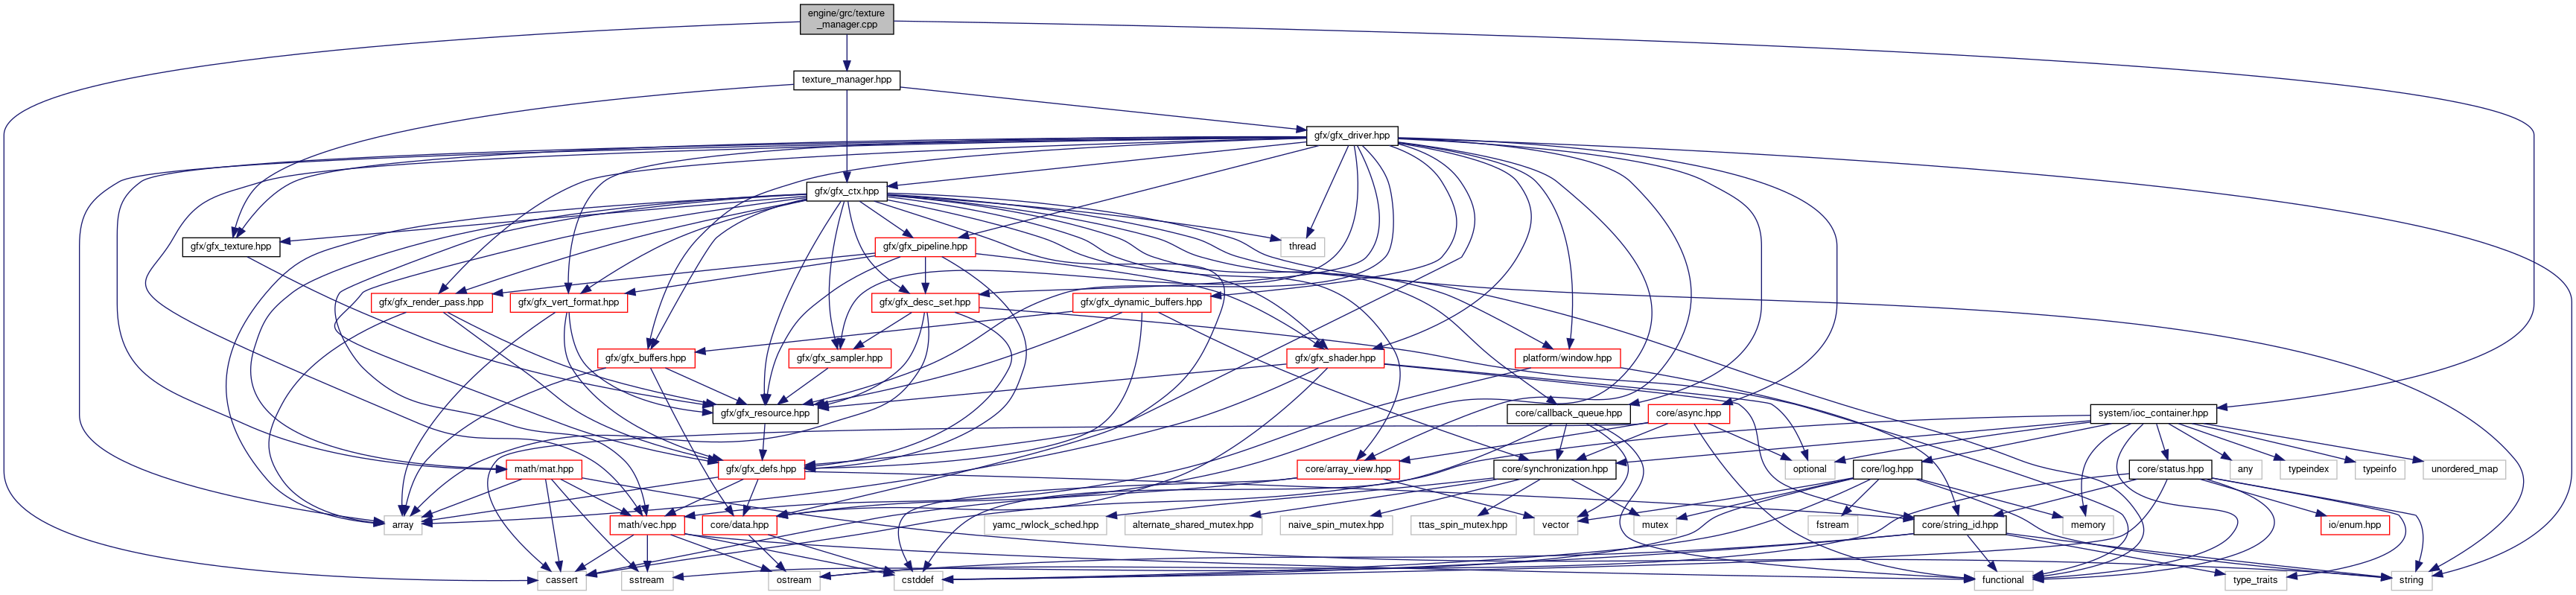 engine/grc/texture
_manager.cpp
texture_manager.hpp
gfx/gfx_driver.hpp
gfx/gfx_ctx.hpp
gfx/gfx_texture.hpp
gfx/gfx_pipeline.hpp
thread
gfx/gfx_render_pass.hpp
gfx/gfx_vert_format.hpp
gfx/gfx_desc_set.hpp
gfx/gfx_dynamic_buffers.hpp
gfx/gfx_buffers.hpp
gfx/gfx_sampler.hpp
gfx/gfx_shader.hpp
platform/window.hpp
gfx/gfx_resource.hpp
core/callback_queue.hpp
core/async.hpp
system/ioc_container.hpp
math/mat.hpp
gfx/gfx_defs.hpp
core/array_view.hpp
core/synchronization.hpp
optional
core/log.hpp
core/status.hpp
any
typeindex
typeinfo
unordered_map
array
math/vec.hpp
core/data.hpp
yamc_rwlock_sched.hpp
alternate_shared_mutex.hpp
naive_spin_mutex.hpp
ttas_spin_mutex.hpp
vector
mutex
fstream
core/string_id.hpp
memory
io/enum.hpp
cassert
sstream
ostream
cstddef
functional
type_traits
string